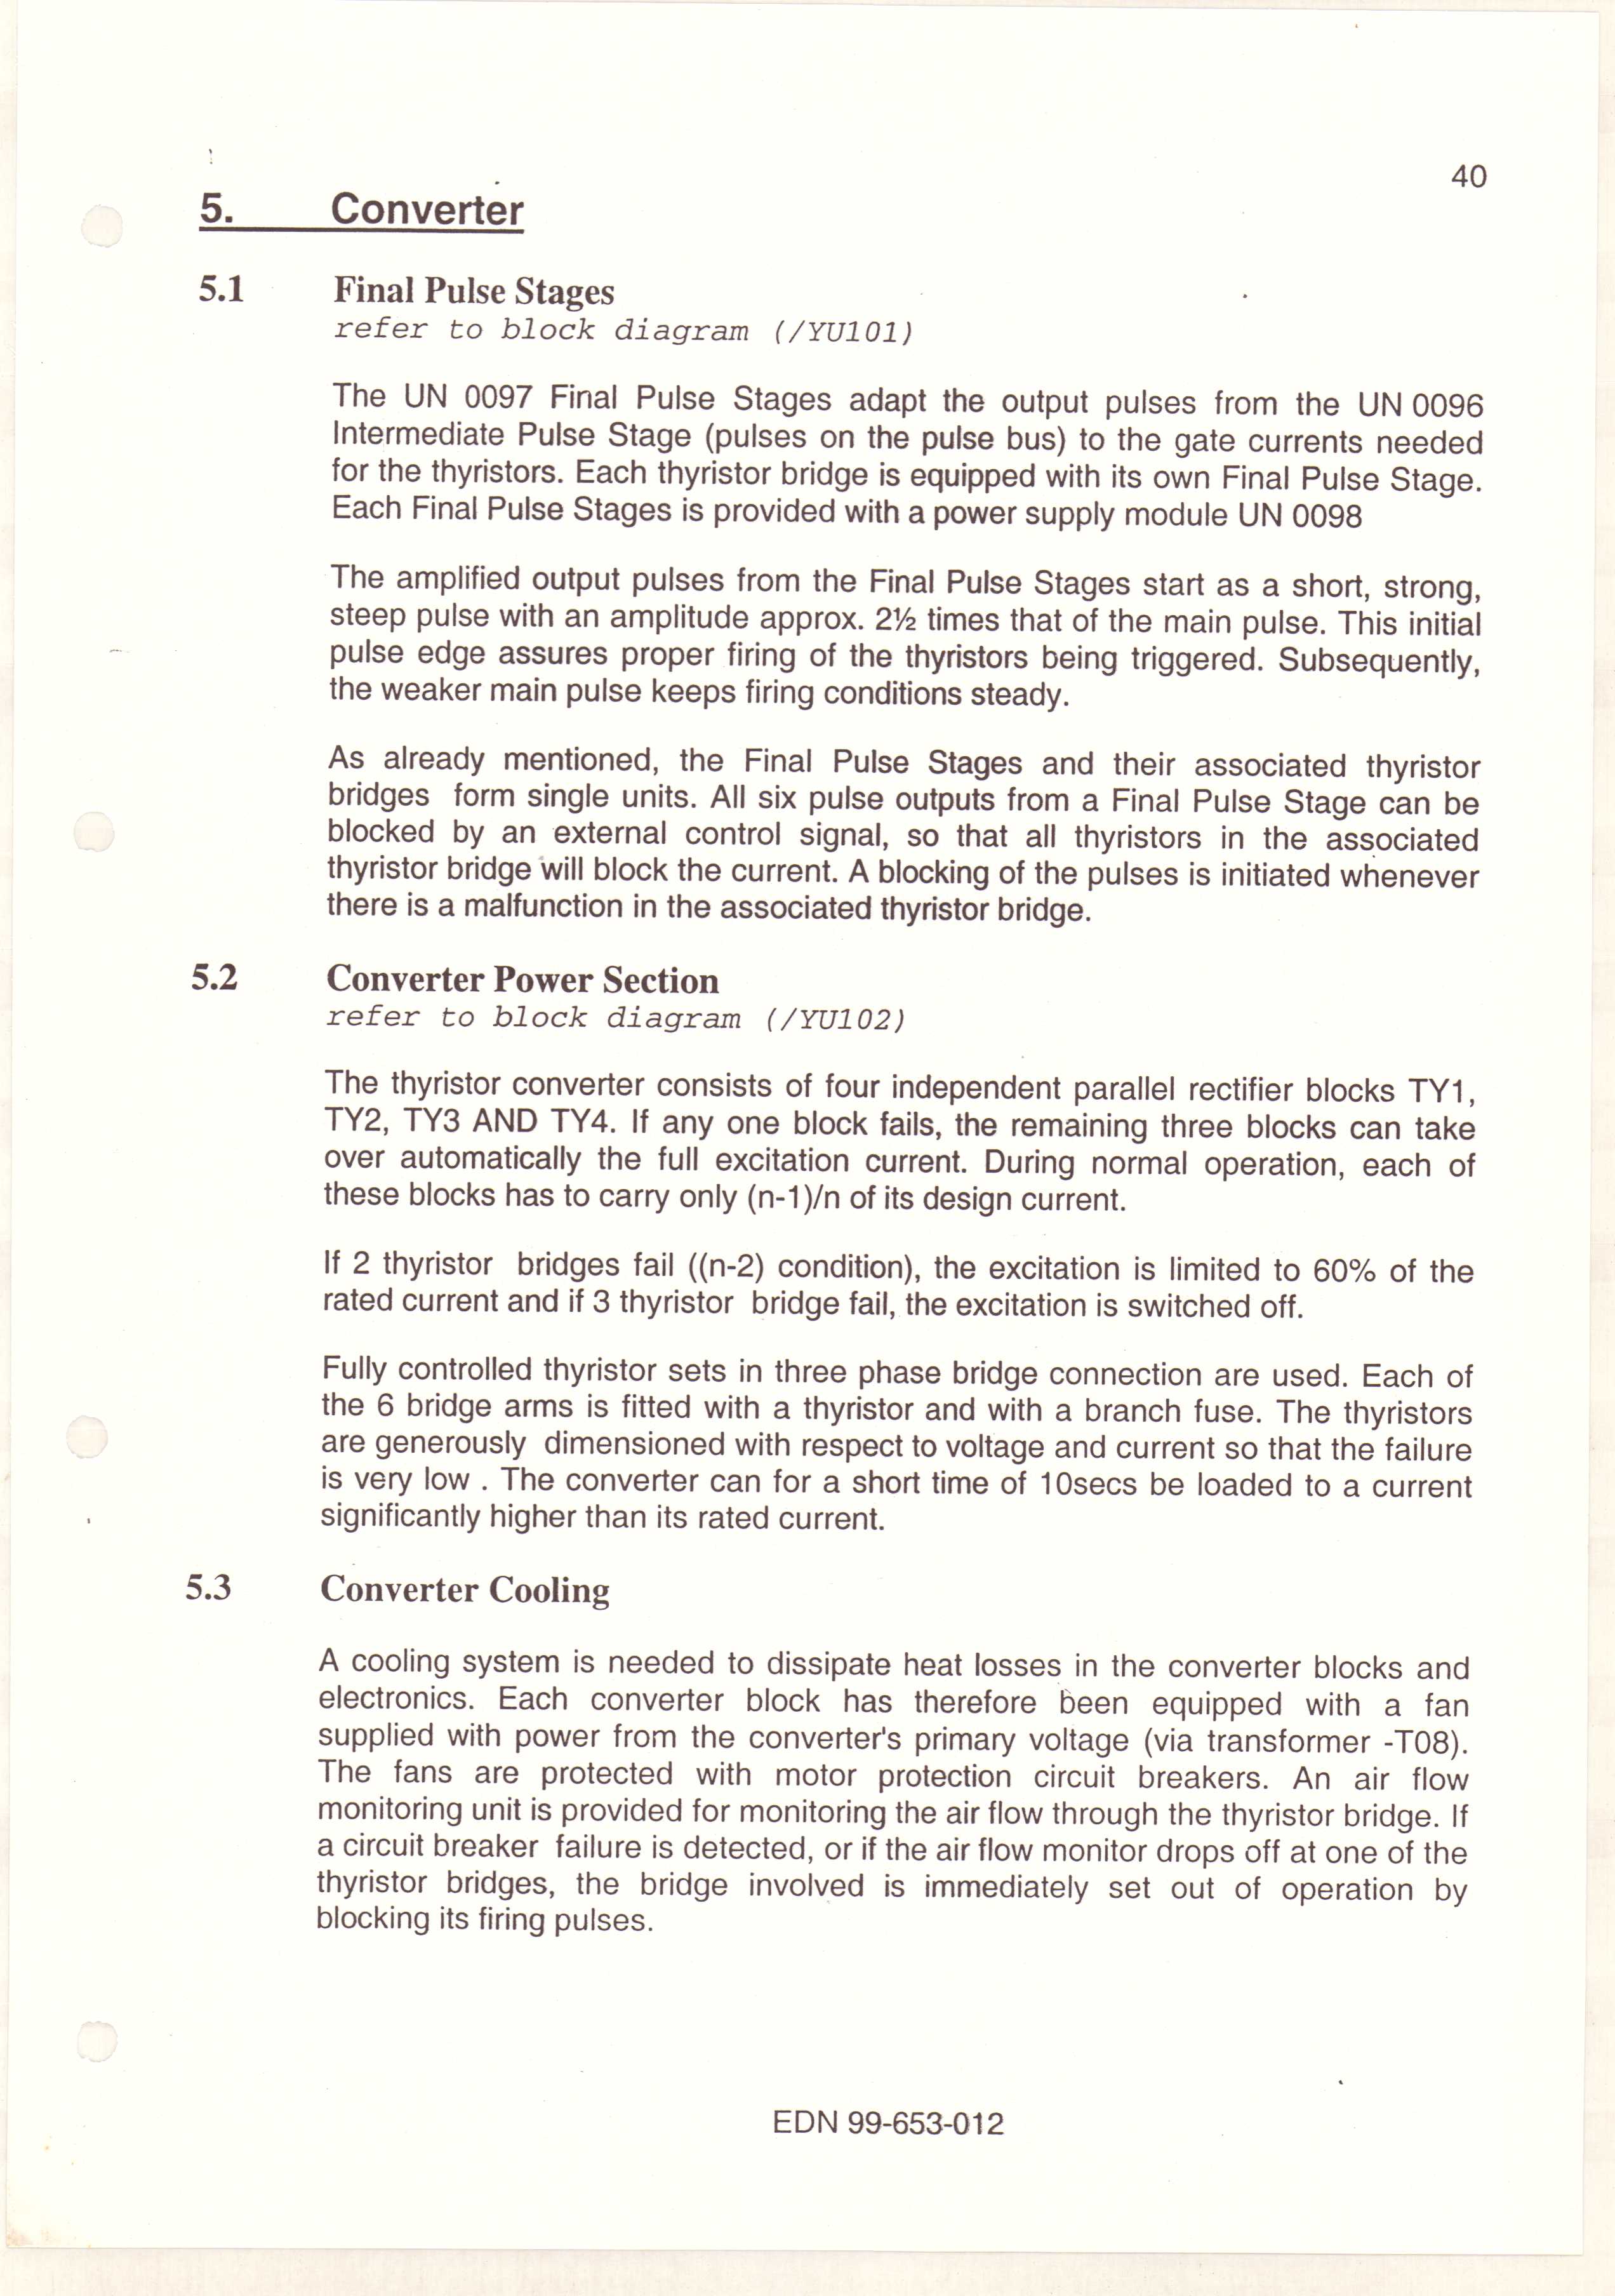 40
5. Converter
5.1 Final Pulse Stages
refer to block diagram (/YU101)
The UN 0097 Final Pulse Stages adapt the output pulses from the UN 0096
Intermediate Pulse Stage (pulses on the pulse bus) to the gate currents needed
for the thyristors. Each thyristor bridge is equipped with its own Final Pulse Stage.
Each Final Pulse Stages is provided with a power supply module UN 0098
The amplified output pulses from the Final Pulse Stages start as a short, strong,
steep pulse with an amplitude approx. 2½ times that of the main pulse. This initial
pulse edge assures proper firing of the thyristors being triggered. Subsequently,
the weaker main pulse keeps firing conditions steady.
As already mentioned, the Final Pulse Stages and their associated thyristor
bridges form single units. All six pulse outputs from a Final Pulse Stage can be
blocked by an external control signal, so that all thyristors in the associated
thyristor bridge will block the current. A blocking of the pulses is initiated whenever
there is a malfunction in the associated thyristor bridge.
5.2 Converter Power Section
refer to block diagram (/YU102)
The thyristor converter consists of four independent parallel rectifier blocks TY1,
TY2, TY3 AND TY4. If any one block fails, the remaining three blocks can take
over automatically the full excitation current. During normal operation, each of
these blocks has to carry only (n-1)/n of its design current.
If 2 thyristor bridges fail ((n-2) condition), the excitation is limited to 60% of the
rated current and if 3 thyristor bridge fail, the excitation is switched off.
Fully controlled thyristor sets in three phase bridge connection are used. Each of
the 6 bridge arms is fitted with a thyristor and with a branch fuse. The thyristors
are generously dimensioned with respect to voltage and current so that the failure
is very low . The converter can for a short time of 10secs be loaded to a current
significantly higher than its rated current.
5.3 Converter Cooling
A cooling system is needed to dissipate heat losses in the converter blocks and
electronics. Each converter block has therefore been equipped with a fan
supplied with power from the converter's primary voltage (via transformer -T08).
The fans are protected with motor protection circuit breakers. An air flow
monitoring unit is provided for monitoring the air flow through the thyristor bridge. If
a circuit breaker failure is detected, or if the air flow monitor drops off at one of the
thyristor bridges, the bridge involved is immediately set out of operation by
blocking its firing pulses.
EDN 99-653-012